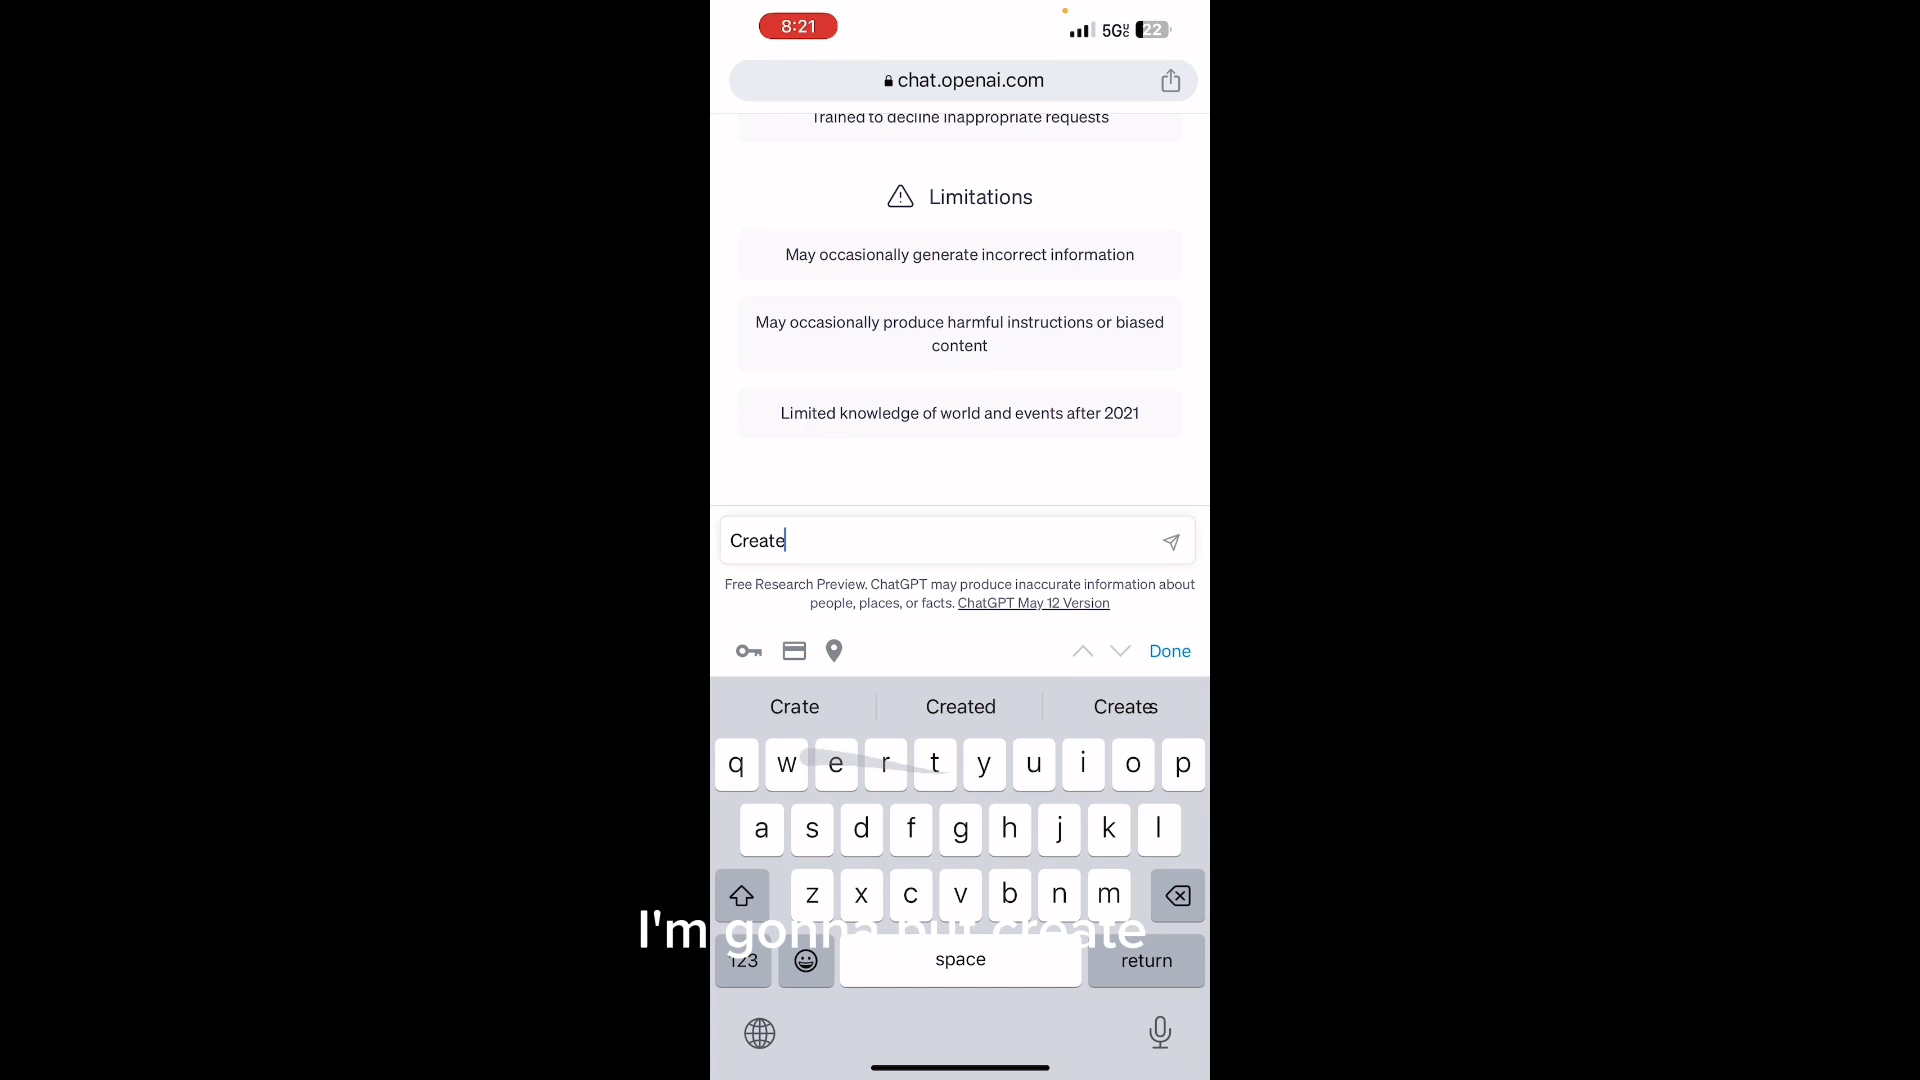 8:21
5G UC 22
chat.openai.com
Trained to decline inappropriate requests
Limitations
May occasionally generate incorrect information
May occasionally produce harmful instructions or biased
content
Limited knowledge of world and events after 2021
Create
Free Research Preview. ChatGPT may produce inaccurate information about
people, places, or facts. ChatGPT May 12 Version
Done
Crate Created Creates
q w e r t y u i o p
a s d f g h j k l
z x c v b n m
I'm gonna but create
123 space return